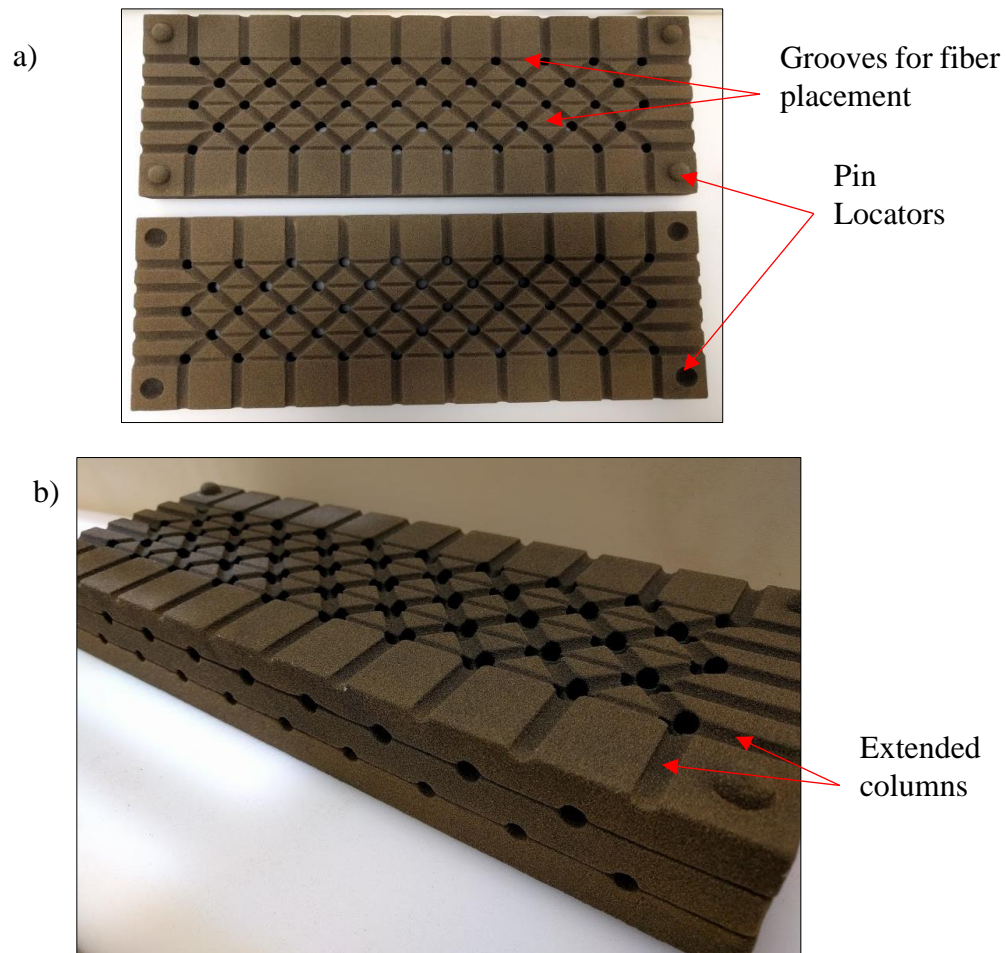 a)
Grooves for fiber
placement
Pin
Locators
b)
Extended
columns